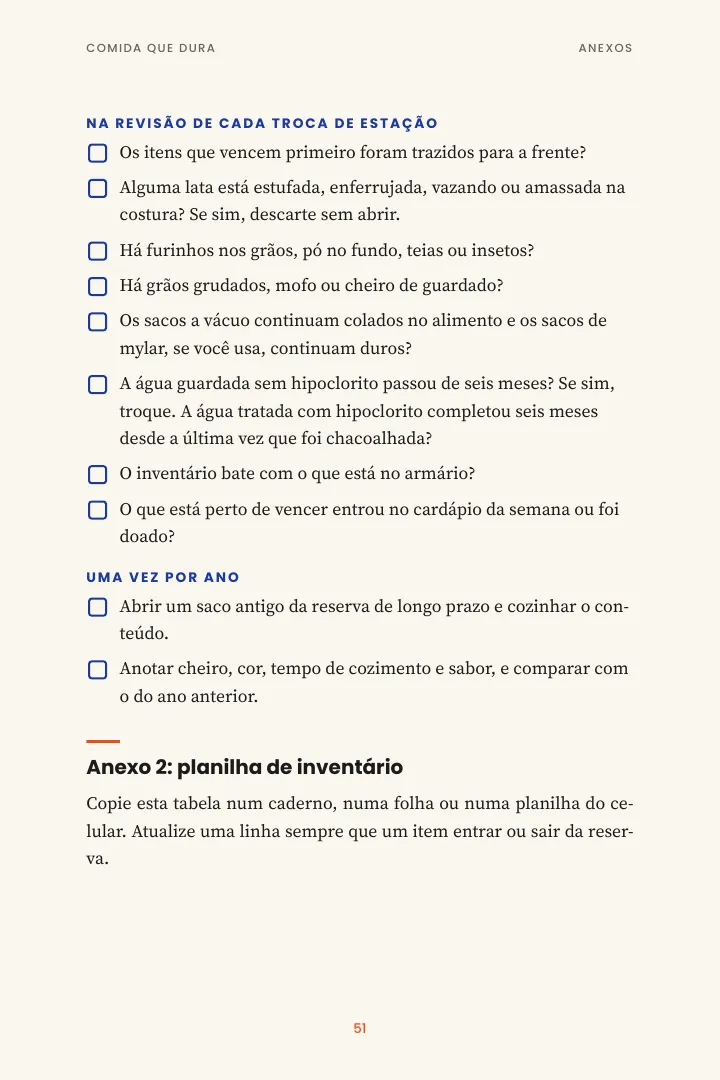 COMIDA QUE DURA
ANEXOS
NA REVISÃO DE CADA TROCA DE ESTAÇÃO
Os itens que vencem primeiro foram trazidos para a frente?
Alguma lata está estufada, enferrujada, vazando ou amassada na
costura? Se sim, descarte sem abrir.
Há furinhos nos grãos, pó no fundo, teias ou insetos?
Há grãos grudados, mofo ou cheiro de guardado?
Os sacos a vácuo continuam colados no alimento e os sacos de
mylar, se você usa, continuam duros?
A água guardada sem hipoclorito passou de seis meses? Se sim,
troque. A água tratada com hipoclorito completou seis meses
desde a última vez que foi chacoalhada?
O inventário bate com o que está no armário?
O que está perto de vencer entrou no cardápio da semana ou foi
doado?
UMA VEZ POR ANO
Abrir um saco antigo da reserva de longo prazo e cozinhar o con-
teúdo.
Anotar cheiro, cor, tempo de cozimento e sabor, e comparar com
o do ano anterior.
Anexo 2: planilha de inventário
Copie esta tabela num caderno, numa folha ou numa planilha do ce-
lular. Atualize uma linha sempre que um item entrar ou sair da reser-
va.
51